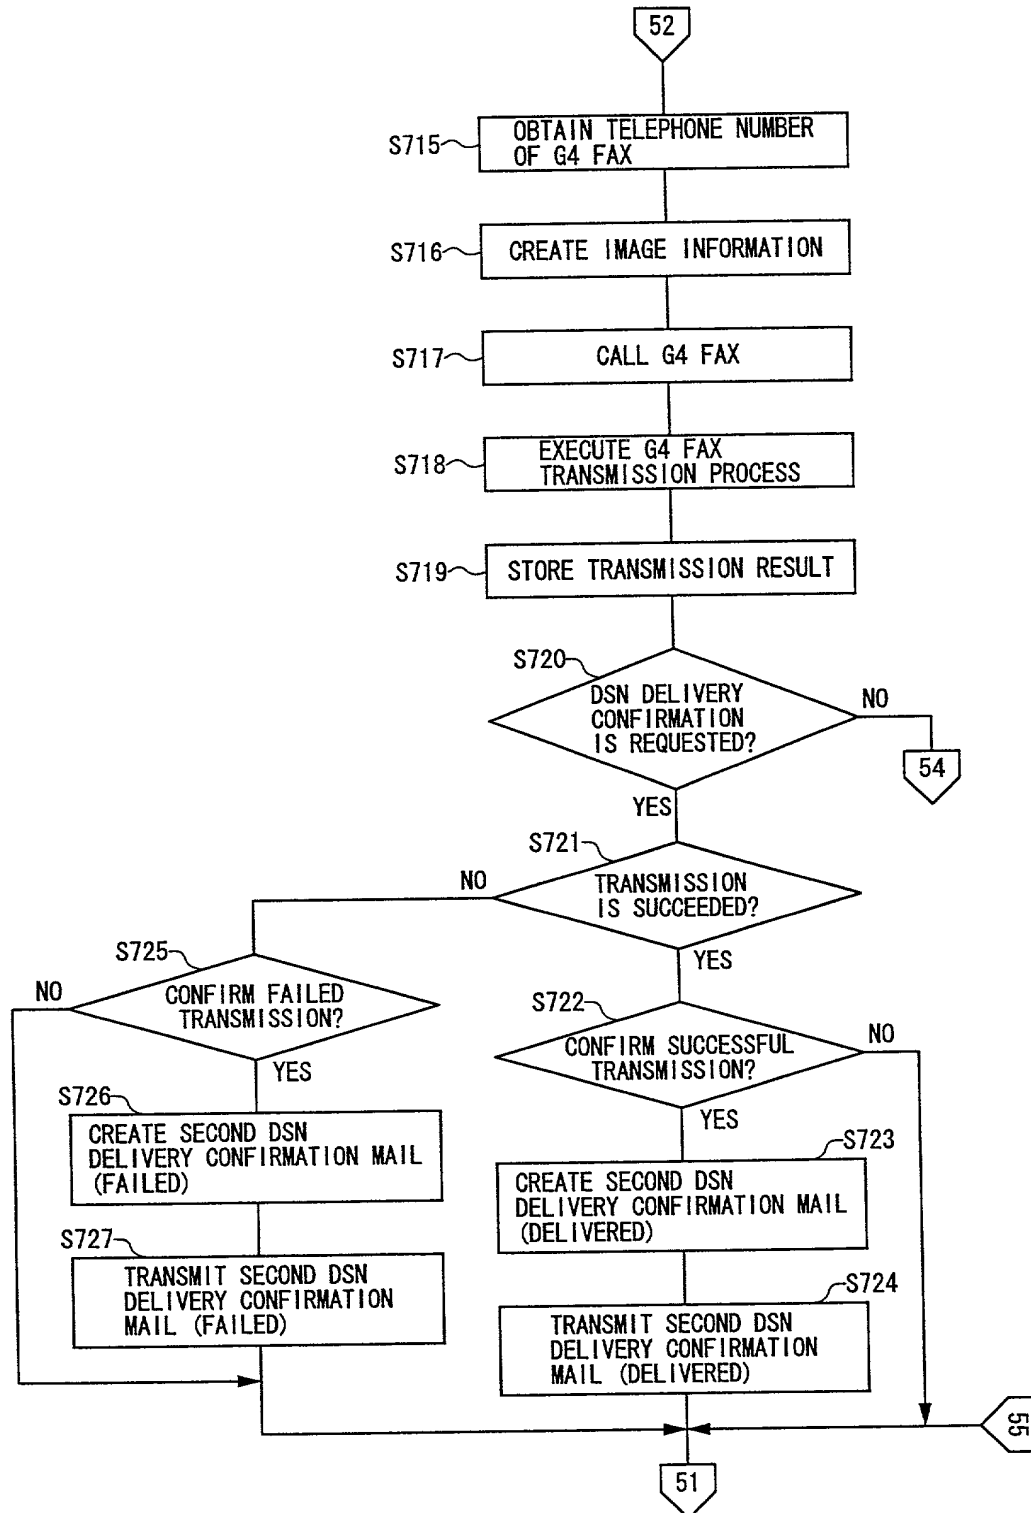 52
S715
OBTAIN TELEPHONE NUMBER
OF G4 FAX
S716
CREATE IMAGE INFORMATION
S717
CALL G4 FAX
S718
EXECUTE G4 FAX
TRANSMISSION PROCESS
S719
STORE TRANSMISSION RESULT
S720
DSN DELIVERY
CONFIRMATION
IS REQUESTED?
NO
54
YES
S721
TRANSMISSION
IS SUCCEEDED?
NO
YES
S725
CONFIRM FAILED
TRANSMISSION?
NO
YES
S722
CONFIRM SUCCESSFUL
TRANSMISSION?
NO
YES
S726
CREATE SECOND DSN
DELIVERY CONFIRMATION MAIL
(FAILED)
S723
CREATE SECOND DSN
DELIVERY CONFIRMATION MAIL
(DELIVERED)
S727
TRANSMIT SECOND DSN
DELIVERY CONFIRMATION
MAIL (FAILED)
S724
TRANSMIT SECOND DSN
DELIVERY CONFIRMATION
MAIL (DELIVERED)
55
51